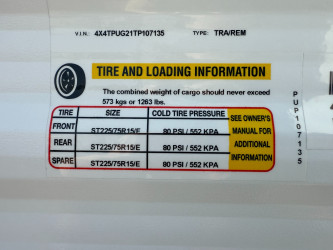 V.I.N.: 4X4TPUG21TP107135 TYPE: TRA/REM
TIRE AND LOADING INFORMATION
The combined weight of cargo should never exceed
573 kgs or 1263 lbs.
TIRE SIZE COLD TIRE PRESSURE
FRONT ST225/75R15/E 80 PSI / 552 KPA
REAR ST225/75R15/E 80 PSI / 552 KPA
SPARE ST225/75R15/E 80 PSI / 552 KPA
SEE OWNER'S
MANUAL FOR
ADDITIONAL
INFORMATION
PUP107135